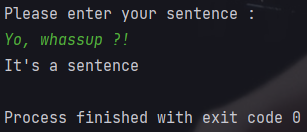 Please enter your sentence :
Yo, whassup ?!
It's a sentence
Process finished with exit code 0